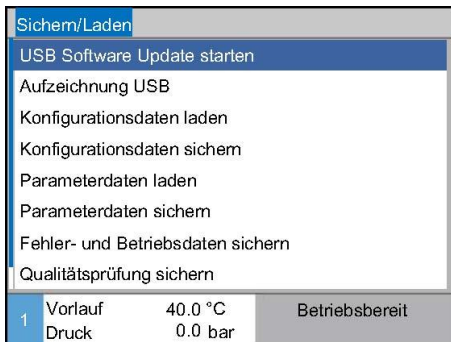 Sichern/Laden
USB Software Update starten
Aufzeichnung USB
Konfigurationsdaten laden
Konfigurationsdaten sichern
Parameterdaten laden
Parameterdaten sichern
Fehler- und Betriebsdaten sichern
Qualitätsprüfung sichern
1 Vorlauf 40.0 °C Betriebsbereit
Druck 0.0 bar